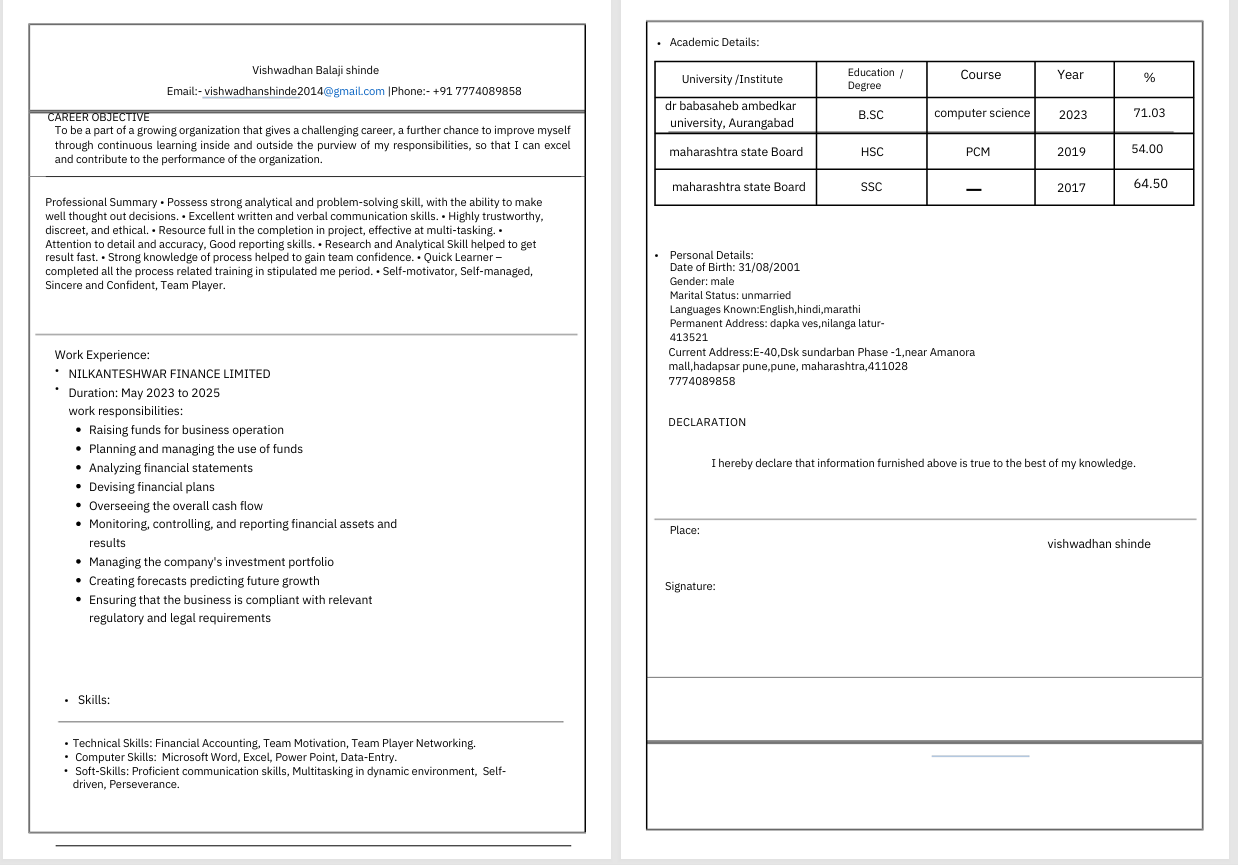 Vishwadhan Balaji shinde
Email:- vishwadhanshinde2014@gmail.com |Phone:- +91 7774089858
CAREER OBJECTIVE
To be a part of a growing organization that gives a challenging career, a further chance to improve myself
through continuous learning inside and outside the purview of my responsibilities, so that I can excel
and contribute to the performance of the organization.
Professional Summary • Possess strong analytical and problem-solving skill, with the ability to make
well thought out decisions. • Excellent written and verbal communication skills. • Highly trustworthy,
discreet, and ethical. • Resource full in the completion in project, effective at multi-tasking. •
Attention to detail and accuracy, Good reporting skills. • Research and Analytical Skill helped to get
result fast. • Strong knowledge of process helped to gain team confidence. • Quick Learner –
completed all the process related training in stipulated me period. • Self-motivator, Self-managed,
Sincere and Confident, Team Player.
Work Experience:
• NILKANTESHWAR FINANCE LIMITED
• Duration: May 2023 to 2025
work responsibilities:
• Raising funds for business operation
• Planning and managing the use of funds
• Analyzing financial statements
• Devising financial plans
• Overseeing the overall cash flow
• Monitoring, controlling, and reporting financial assets and
results
• Managing the company's investment portfolio
• Creating forecasts predicting future growth
• Ensuring that the business is compliant with relevant
regulatory and legal requirements
• Skills:
• Technical Skills: Financial Accounting, Team Motivation, Team Player Networking.
• Computer Skills: Microsoft Word, Excel, Power Point, Data-Entry.
• Soft-Skills: Proficient communication skills, Multitasking in dynamic environment, Self-
driven, Perseverance.
• Academic Details:
University /Institute Education / Degree Course Year %
dr babasaheb ambedkar university, Aurangabad B.SC computer science 2023 71.03
maharashtra state Board HSC PCM 2019 54.00
maharashtra state Board SSC — 2017 64.50
• Personal Details:
Date of Birth: 31/08/2001
Gender: male
Marital Status: unmarried
Languages Known:English,hindi,marathi
Permanent Address: dapka ves,nilanga latur-
413521
Current Address:E-40,Dsk sundarban Phase -1,near Amanora
mall,hadapsar pune,pune, maharashtra,411028
7774089858
DECLARATION
I hereby declare that information furnished above is true to the best of my knowledge.
Place:
vishwadhan shinde
Signature: